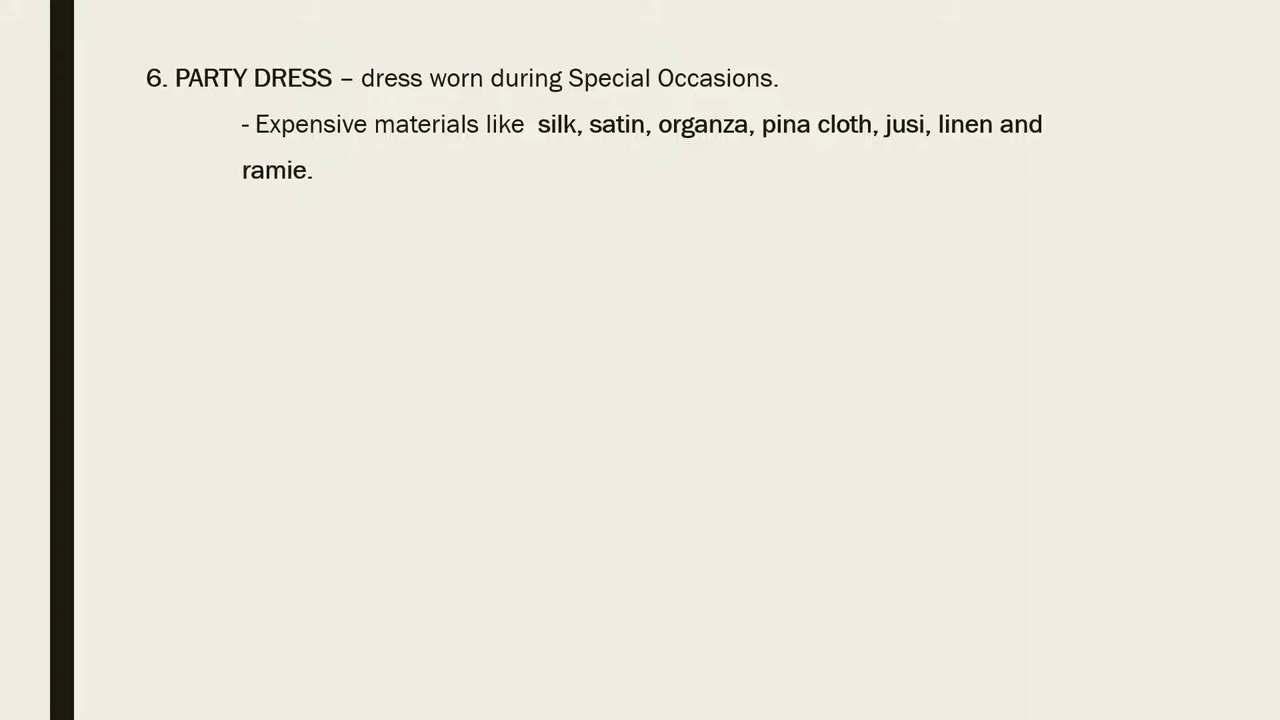 6. PARTY DRESS – dress worn during Special Occasions.
- Expensive materials like silk, satin, organza, pina cloth, jusi, linen and
ramie.